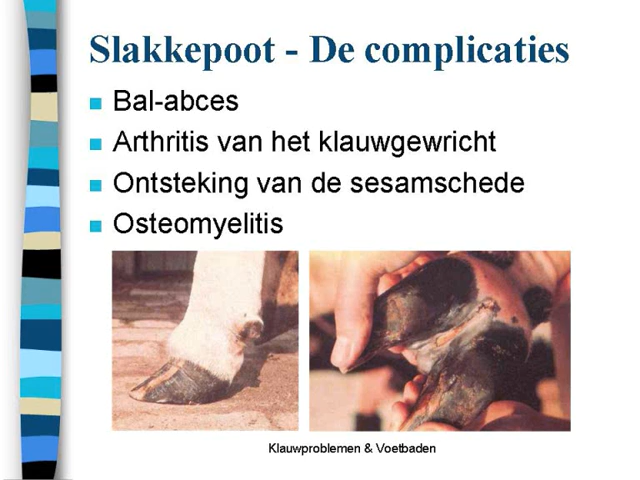 Slakkepoot - De complicaties
Bal-abces
Arthritis van het klauwgewricht
Ontsteking van de sesamschede
Osteomyelitis
Klauwproblemen & Voetbaden